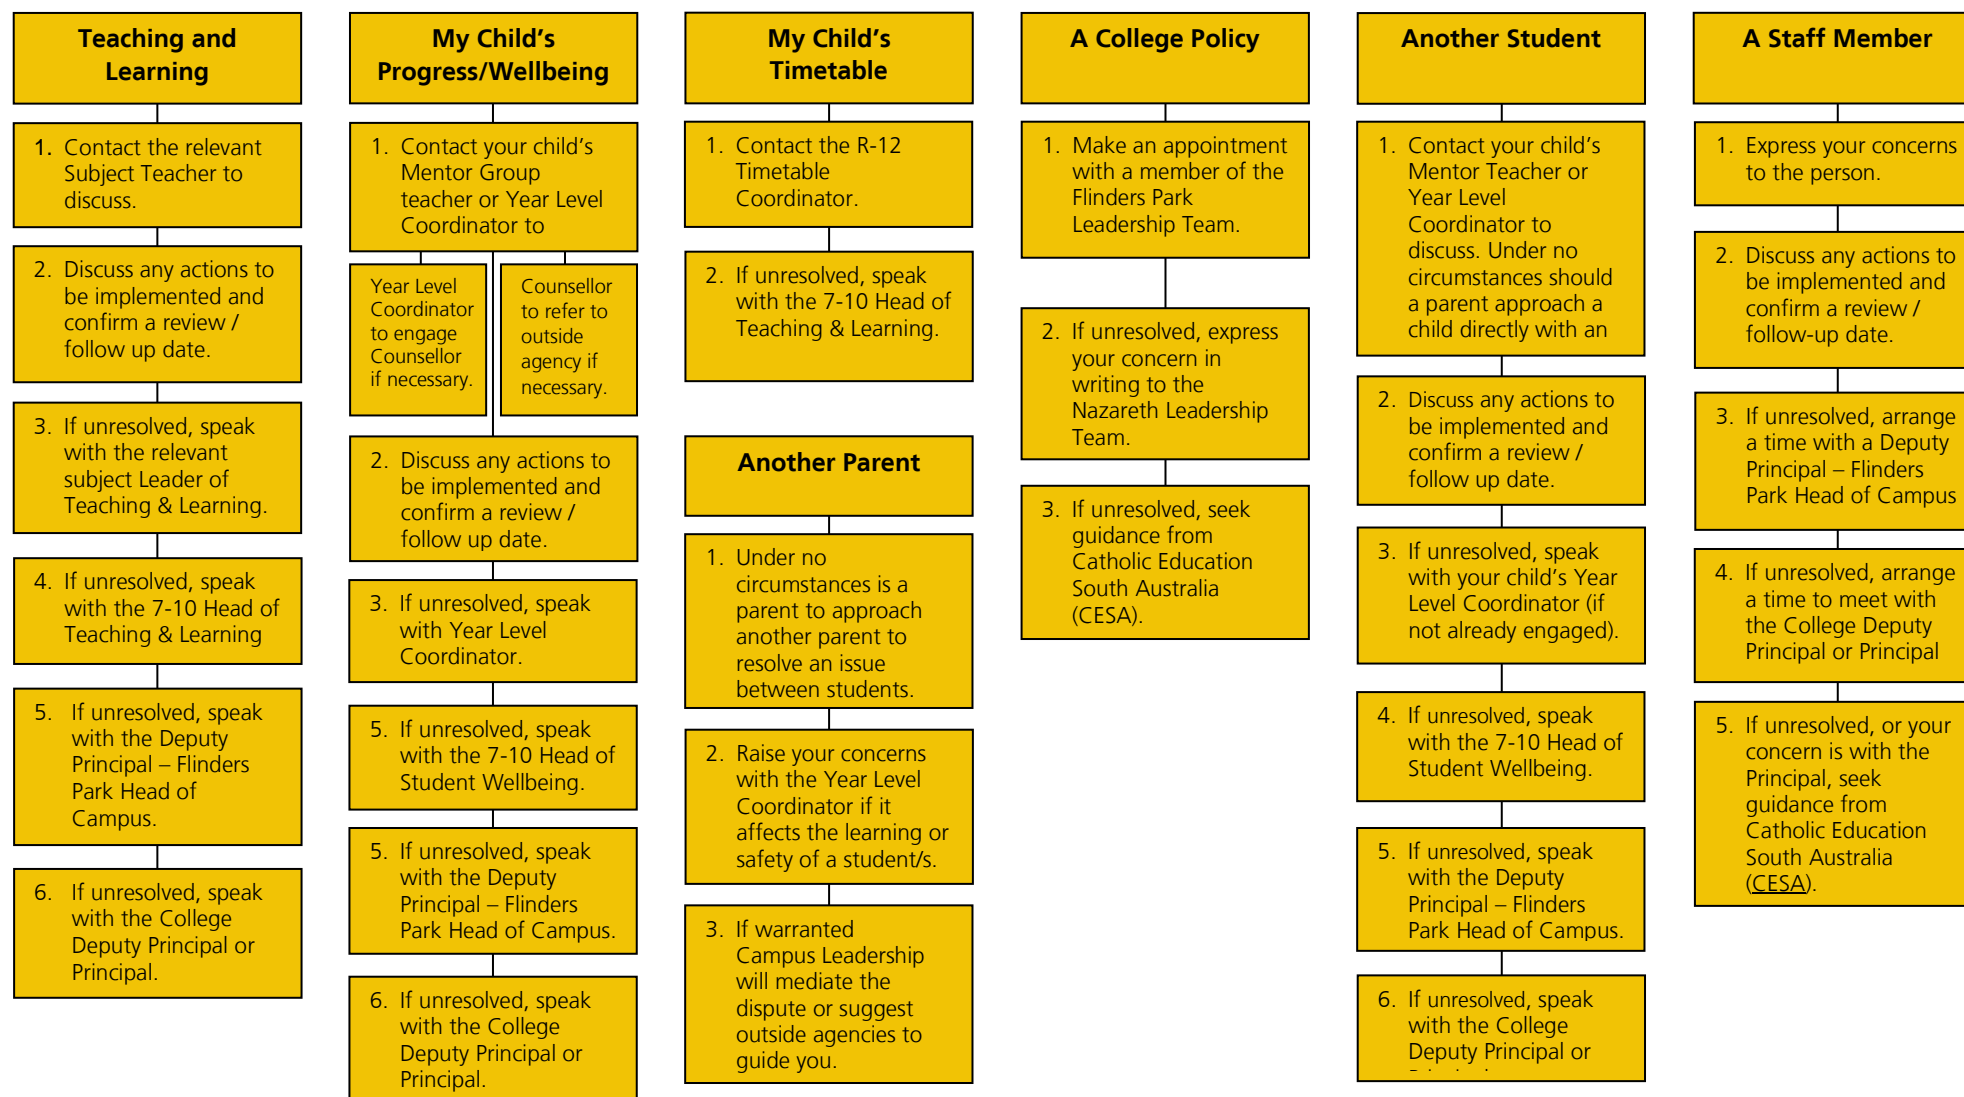 Teaching and
Learning
1. Contact the relevant
Subject Teacher to
discuss.
2. Discuss any actions to
be implemented and
confirm a review /
follow up date.
3. If unresolved, speak
with the relevant
subject Leader of
Teaching & Learning.
4. If unresolved, speak
with the 7-10 Head of
Teaching & Learning
5. If unresolved, speak
with the Deputy
Principal – Flinders
Park Head of
Campus.
6. If unresolved, speak
with the College
Deputy Principal or
Principal.
My Child's
Progress/Wellbeing
1. Contact your child's
Mentor Group
teacher or Year Level
Coordinator to
Year Level
Coordinator
to engage
Counsellor
if necessary.
Counsellor
to refer to
outside
agency if
necessary.
2. Discuss any actions to
be implemented and
confirm a review /
follow up date.
3. If unresolved, speak
with Year Level
Coordinator.
5. If unresolved, speak
with the 7-10 Head of
Student Wellbeing.
5. If unresolved, speak
with the Deputy
Principal – Flinders
Park Head of Campus.
6. If unresolved, speak
with the College
Deputy Principal or
Principal.
My Child's
Timetable
1. Contact the R-12
Timetable
Coordinator.
2. If unresolved, speak
with the 7-10 Head of
Teaching & Learning.
Another Parent
1. Under no
circumstances is a
parent to approach
another parent to
resolve an issue
between students.
2. Raise your concerns
with the Year Level
Coordinator if it
affects the learning or
safety of a student/s.
3. If warranted
Campus Leadership
will mediate the
dispute or suggest
outside agencies to
guide you.
A College Policy
1. Make an appointment
with a member of the
Flinders Park
Leadership Team.
2. If unresolved, express
your concern in
writing to the
Nazareth Leadership
Team.
3. If unresolved, seek
guidance from
Catholic Education
South Australia
(CESA).
Another Student
1. Contact your child's
Mentor Teacher or
Year Level
Coordinator to
discuss. Under no
circumstances should
a parent approach a
child directly with an
2. Discuss any actions to
be implemented and
confirm a review /
follow up date.
3. If unresolved, speak
with your child's Year
Level Coordinator (if
not already engaged).
4. If unresolved, speak
with the 7-10 Head of
Student Wellbeing.
5. If unresolved, speak
with the Deputy
Principal – Flinders
Park Head of Campus.
6. If unresolved, speak
with the College
Deputy Principal or
A Staff Member
1. Express your concerns
to the person.
2. Discuss any actions to
be implemented and
confirm a review /
follow-up date.
3. If unresolved, arrange
a time with a Deputy
Principal – Flinders
Park Head of Campus
4. If unresolved, arrange
a time to meet with
the College Deputy
Principal or Principal
5. If unresolved, or your
concern is with the
Principal, seek
guidance from
Catholic Education
South Australia
(CESA).